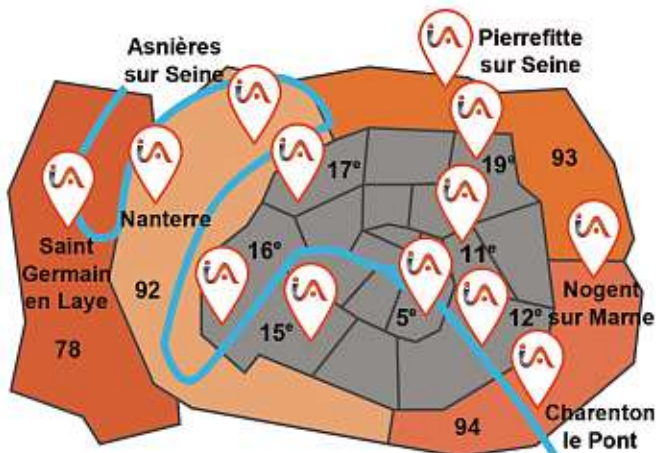 Asnières
sur Seine
Pierrefitte
sur Seine
17e
19e
93
Nanterre
Saint
Germain
en Laye
16e
11e
92
Nogent
sur Marne
15e
5e
12e
78
94
Charenton
le Pont